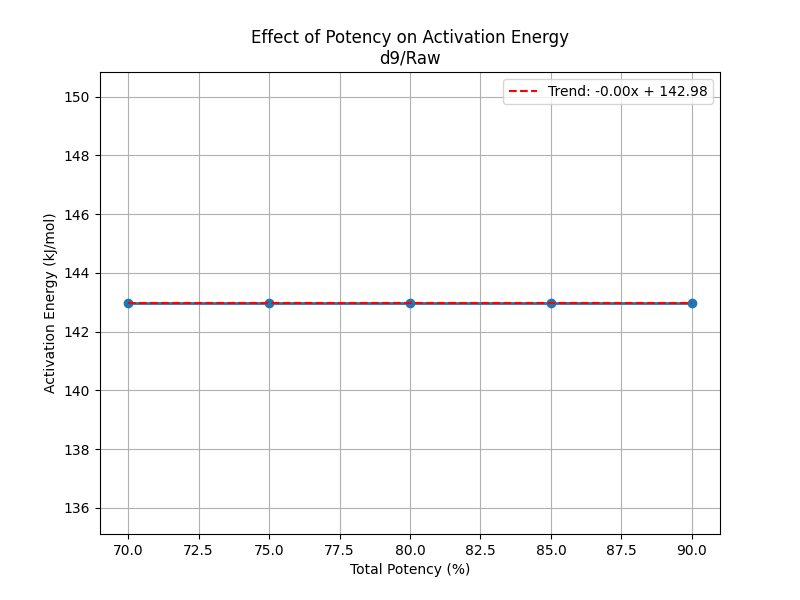 Effect of Potency on Activation Energy
d9/Raw
Trend: -0.00x + 142.98
Activation Energy (kJ/mol)
150
148
146
144
142
140
138
136
70.0 72.5 75.0 77.5 80.0 82.5 85.0 87.5 90.0
Total Potency (%)